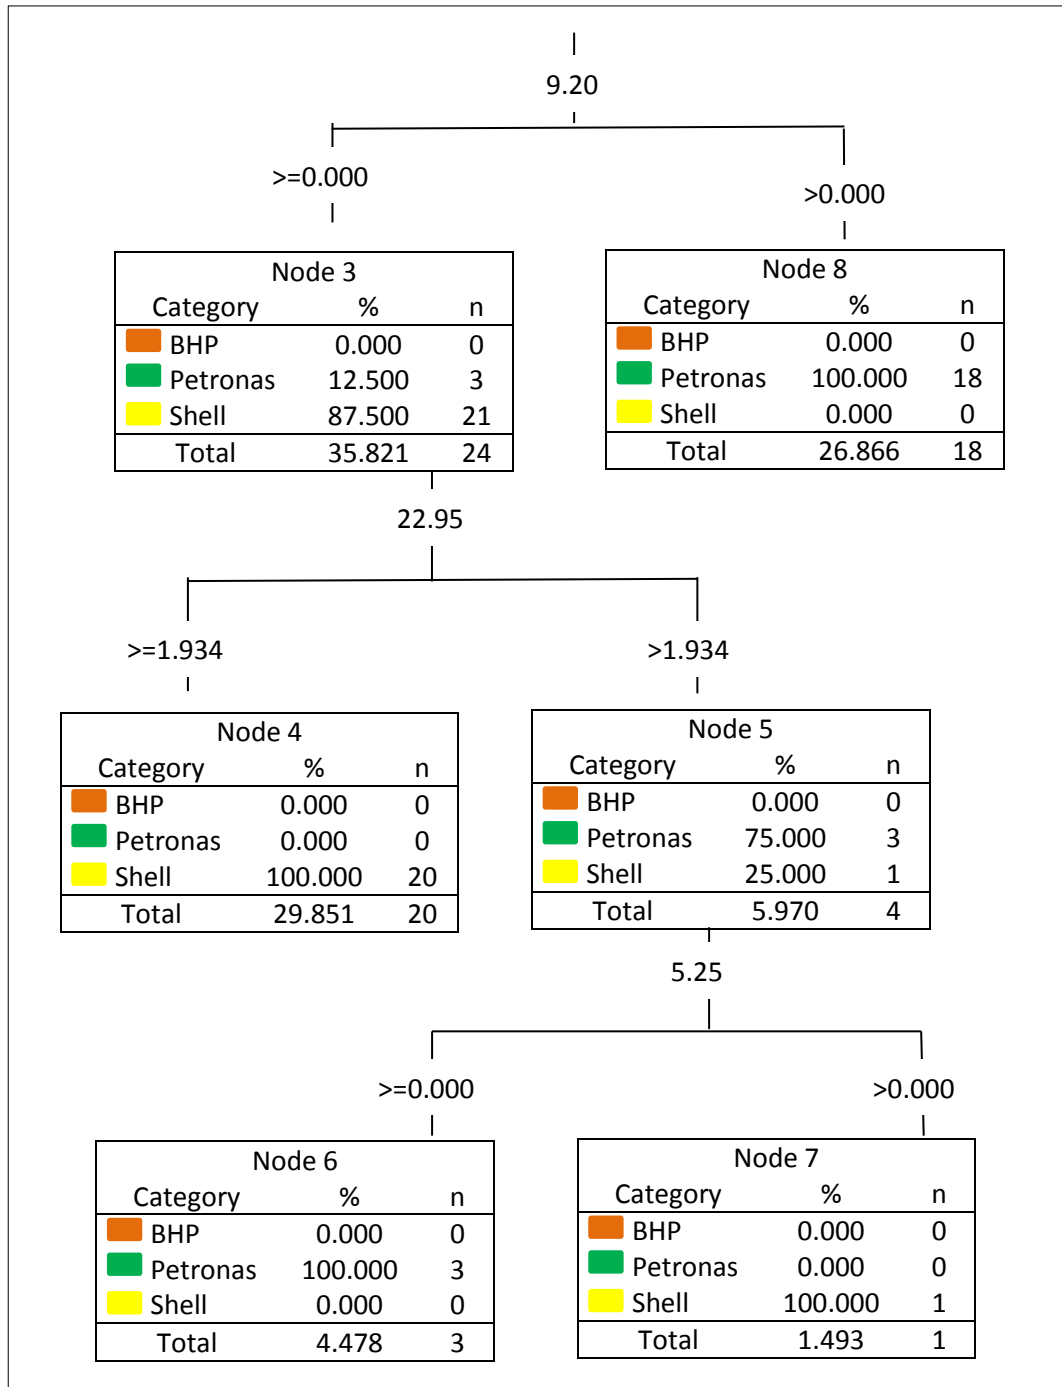 9.20
>=0.000
>0.000
Node 3
Category % n
BHP 0.000 0
Petronas 12.500 3
Shell 87.500 21
Total 35.821 24
Node 8
Category % n
BHP 0.000 0
Petronas 100.000 18
Shell 0.000 0
Total 26.866 18
22.95
>=1.934
>1.934
Node 4
Category % n
BHP 0.000 0
Petronas 0.000 0
Shell 100.000 20
Total 29.851 20
Node 5
Category % n
BHP 0.000 0
Petronas 75.000 3
Shell 25.000 1
Total 5.970 4
5.25
>=0.000
>0.000
Node 6
Category % n
BHP 0.000 0
Petronas 100.000 3
Shell 0.000 0
Total 4.478 3
Node 7
Category % n
BHP 0.000 0
Petronas 0.000 0
Shell 100.000 1
Total 1.493 1